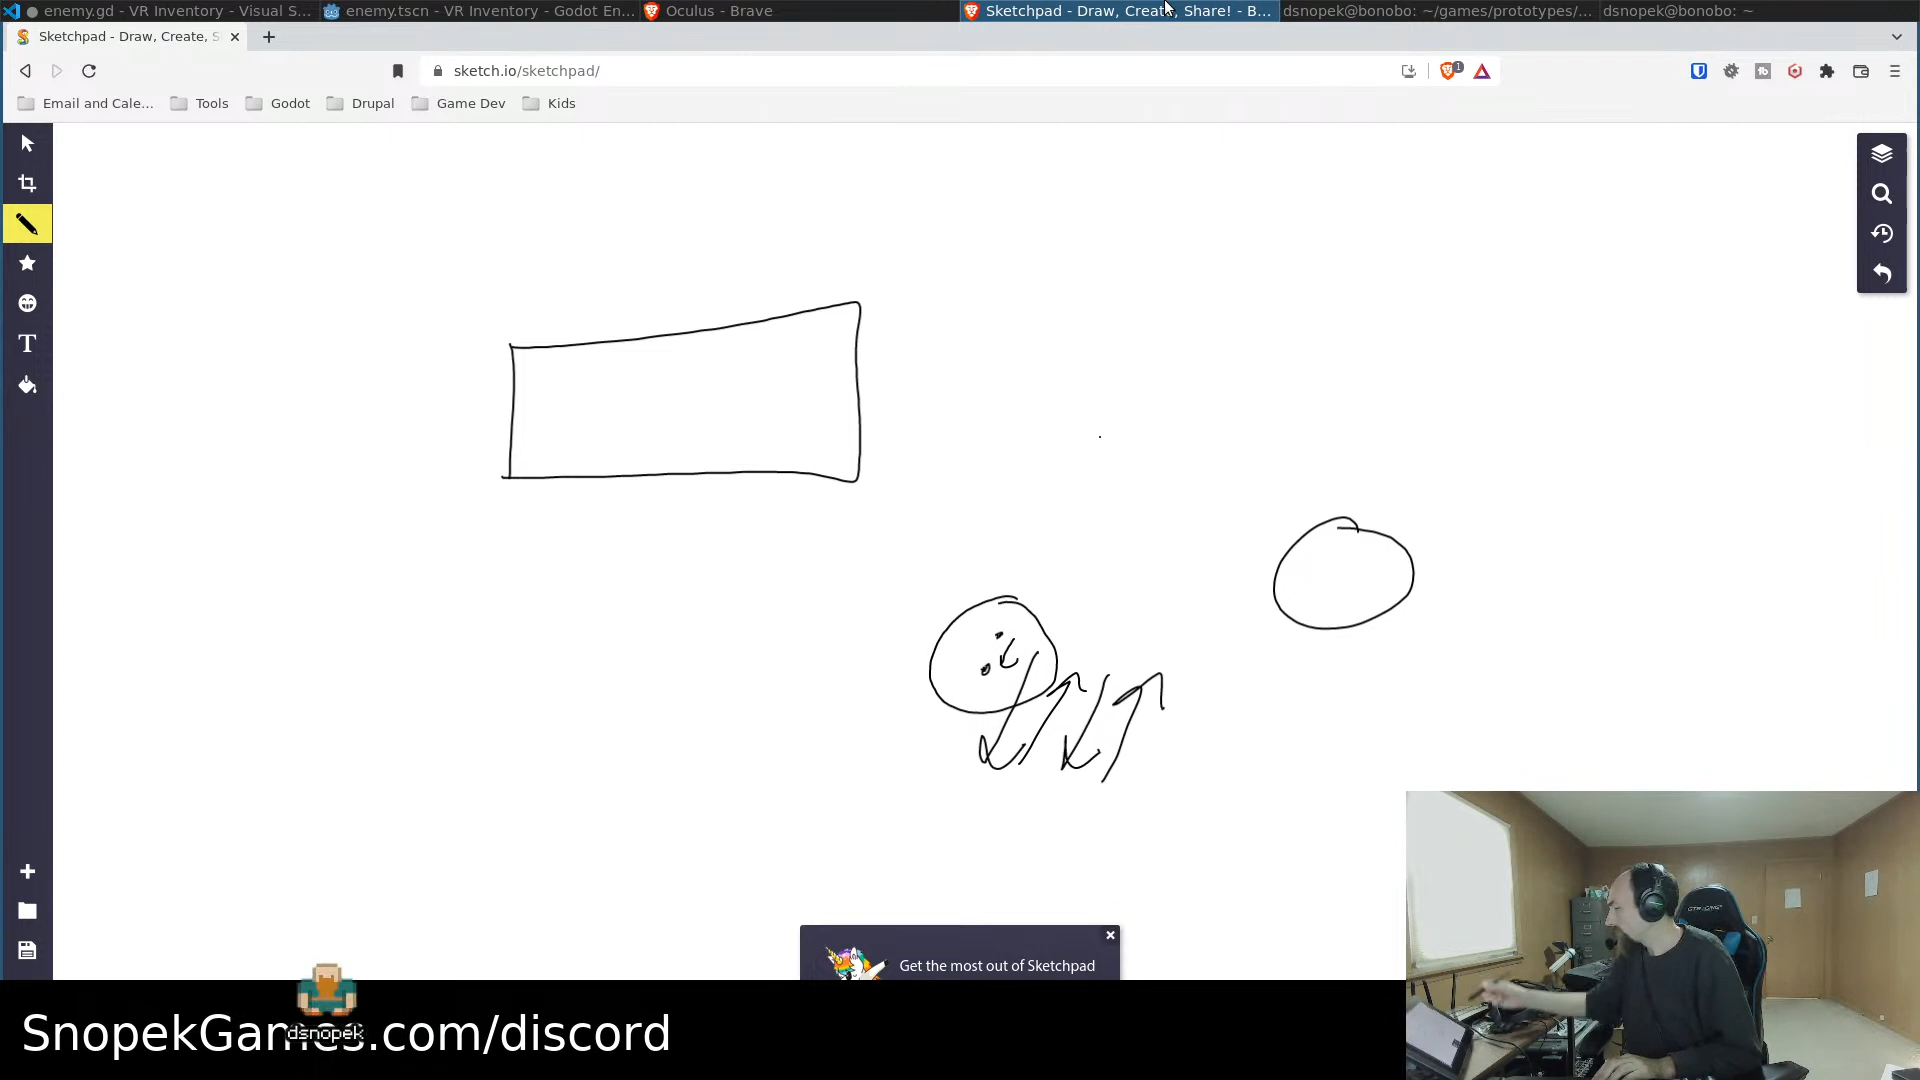 enemy.gd - VR Inventory - Visual S...
enemy.tscn - VR Inventory - Godot En...
Oculus - Brave
Sketchpad - Draw, Create, Share! - B...
dsnopek@bonobo: ~/games/prototypes/...
dsnopek@bonobo: ~
Sketchpad - Draw, Create, S
sketch.io/sketchpad/
1
Email and Cale...
Tools
Godot
Drupal
Game Dev
Kids
T
Get the most out of Sketchpad
SnopekGames.com/discord
dsnopek